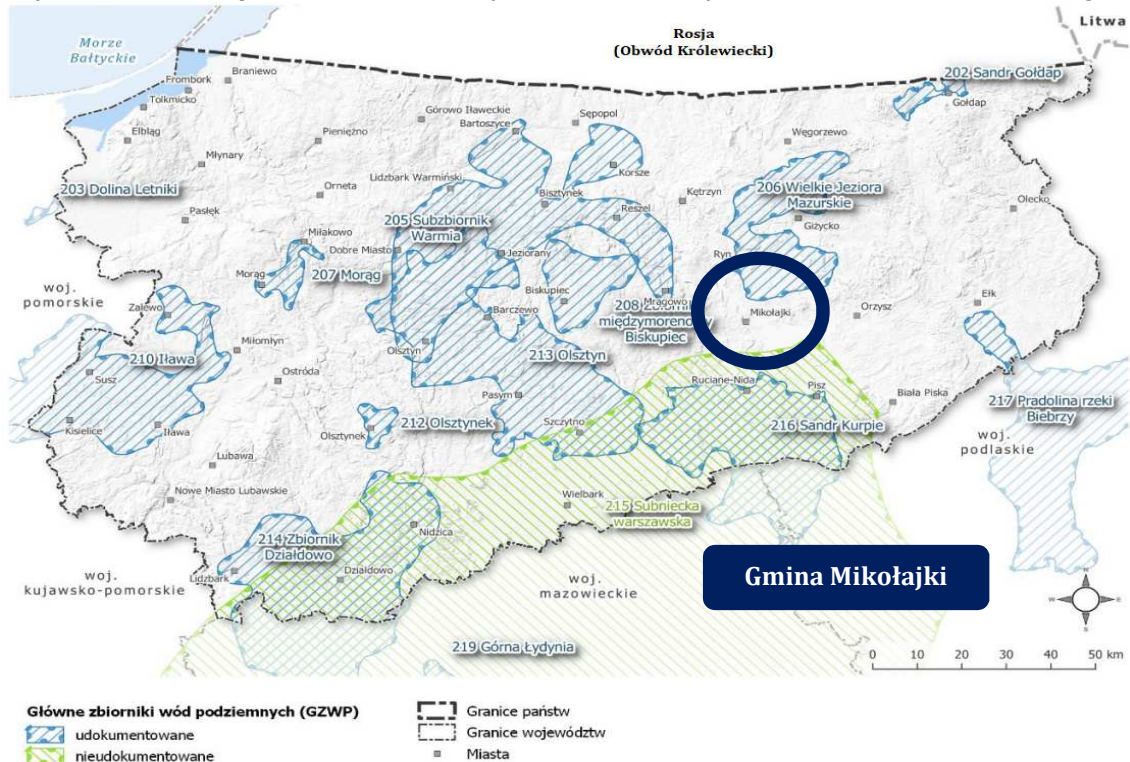 Rosja
(Obwód Królewiecki)
Litwa
Morze
Bałtyckie
Frombork
Braniewo
Tolkmicko
Elbląg
Młynary
Pieniężno
Górowo Iławeckie
Bartoszyce
Sępopol
202 Sandr Gołdap
Gołdap
Węgorzewo
203 Dolina Letniki
Pasłęk
Orneta
Lidzbark Warmiński
Bisztynek
Korsze
Reszel
Kętrzyn
206 Wielkie Jeziora
Mazurskie
Giżycko
Olecko
205 Subzbiornik
Warmia
Miłakowo
Dobre Miasto
Jeziorany
Ryn
Morąg
207 Morąg
woj.
pomorskie
Zalewo
Biskupiec
Barczewo
Mrągowo
208 Zbiornik
międzymorenowy
Biskupiec
Mikołajki
Orzysz
Ełk
210 Iława
Miłomłyn
Olsztyn
213 Olsztyn
Susz
Ostróda
Pasym
Ruciane-Nida
Pisz
Biała Piska
217 Pradolina rzeki
Biebrzy
Kisielice
Iława
Olsztynek
212 Olsztynek
Szczytno
216 Sandr Kurpie
woj.
podlaskie
Lubawa
Nowe Miasto Lubawskie
Wielbark
215 Subniecka
warszawska
214 Zbiornik
Działdowo
Nidzica
Lidzbark
Działdowo
woj.
kujawsko-pomorskie
woj.
mazowieckie
Gmina Mikołajki
N
W
E
S
219 Górna Łydynia
0 10 20 30 40 50 km
Główne zbiorniki wód podziemnych (GZWP)
udokumentowane
nieudokumentowane
Granice państw
Granice województw
Miasta